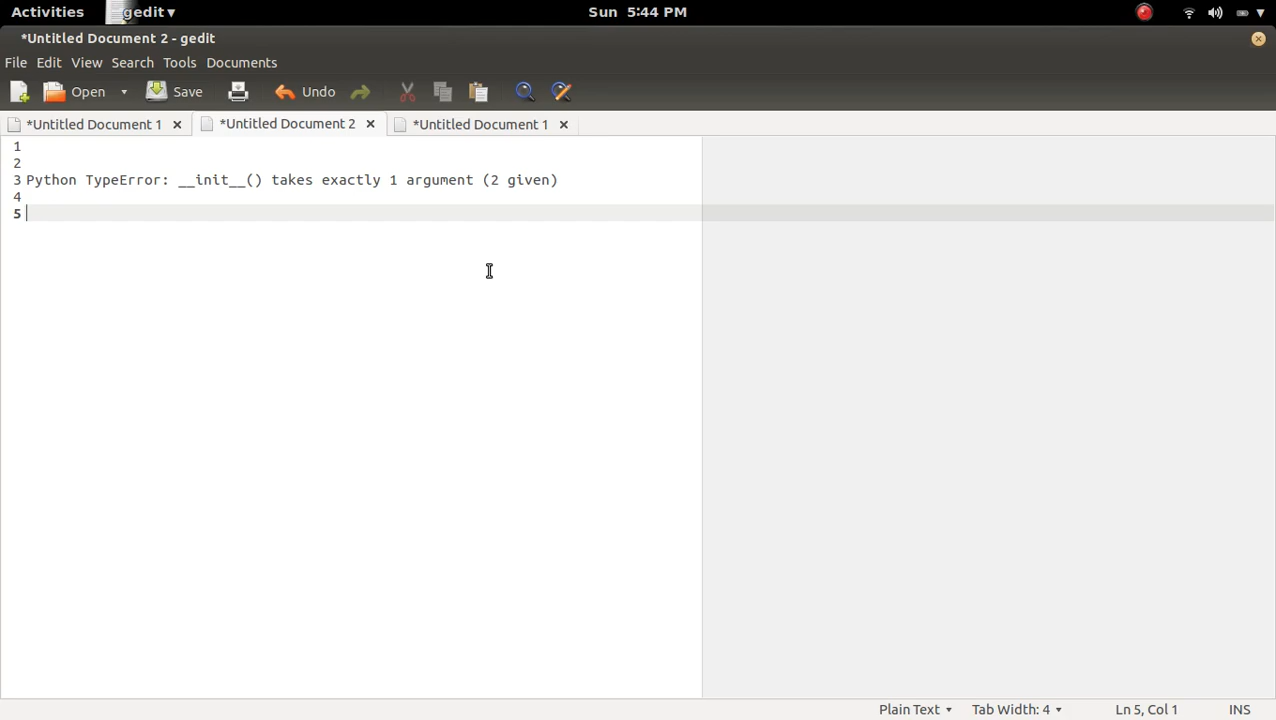 Activities gedit ▾ Sun 5:44 PM
*Untitled Document 2 - gedit
File Edit View Search Tools Documents
Open Save Undo
*Untitled Document 1 *Untitled Document 2 *Untitled Document 1
1
2
3 Python TypeError: __init__() takes exactly 1 argument (2 given)
4
5
Plain Text ▾ Tab Width: 4 ▾ Ln 5, Col 1 INS